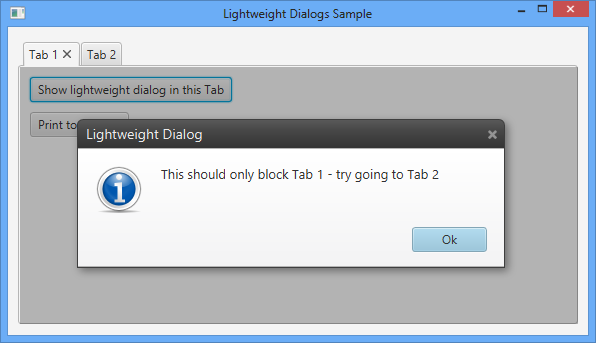 Lightweight Dialogs Sample
Tab 1 Tab 2
Show lightweight dialog in this Tab
Print to
Lightweight Dialog
This should only block Tab 1 - try going to Tab 2
Ok